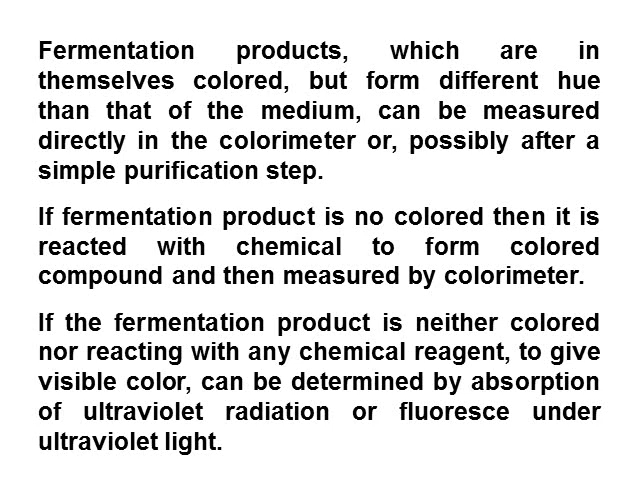 Fermentation products, which are in
themselves colored, but form different hue
than that of the medium, can be measured
directly in the colorimeter or, possibly after a
simple purification step.
If fermentation product is no colored then it is
reacted with chemical to form colored
compound and then measured by colorimeter.
If the fermentation product is neither colored
nor reacting with any chemical reagent, to give
visible color, can be determined by absorption
of ultraviolet radiation or fluoresce under
ultraviolet light.